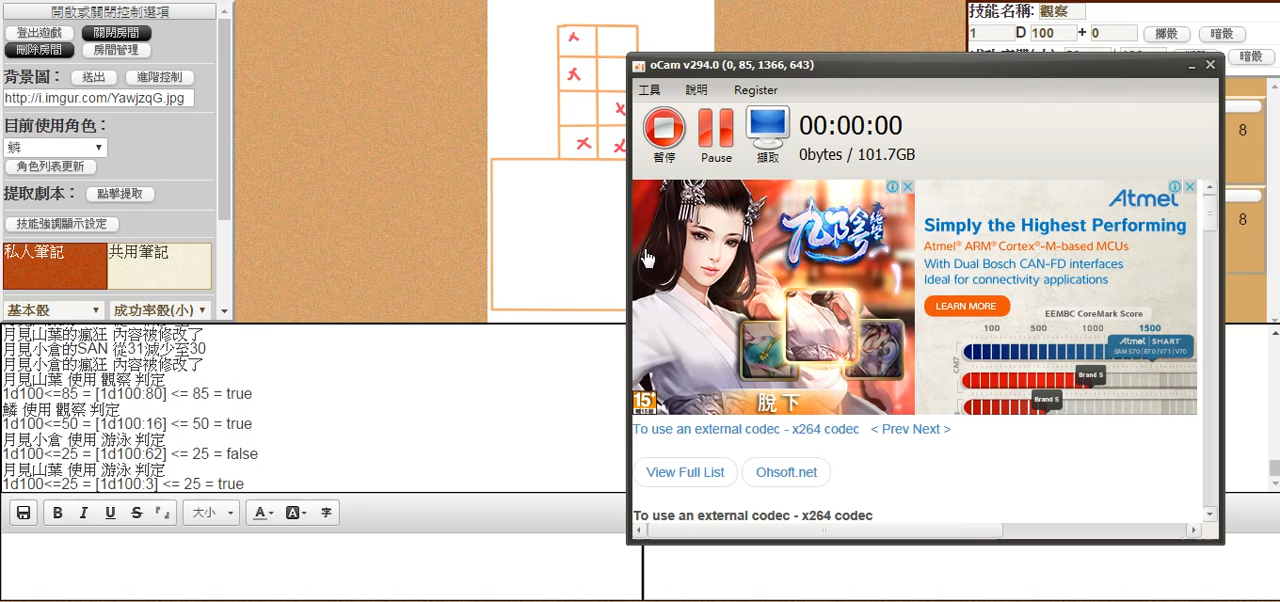 開啟或關閉控制選項
登出遊戲 關閉房間
刪除房間 房間管理
背景圖： 送出 進階控制
http://i.imgur.com/YawjzqG.jpg
目前使用角色：
鱗
角色列表更新
提取劇本： 點擊提取
技能強調顯示設定
私人筆記 共用筆記
基本骰 成功率骰(小)
月見山葉的瘋狂 內容被修改了
月見小倉的SAN 從31減少至30
月見小倉的瘋狂 內容被修改了
月見山葉 使用 觀察 判定
1d100<=85 = [1d100:80] <= 85 = true
鱗 使用 觀察 判定
1d100<=50 = [1d100:16] <= 50 = true
月見小倉 使用 游泳 判定
1d100<=25 = [1d100:62] <= 25 = false
月見山葉 使用 游泳 判定
1d100<=25 = [1d100:3] <= 25 = true
B I U S 『』 大小 A A 字
技能名稱: 觀察
1 D 100 + 0 擲骰 暗骰
暗骰
8
8
oCam v294.0 (0, 85, 1366, 643)
工具 說明 Register
暫停 Pause 擷取
00:00:00
0bytes / 101.7GB
九陰
絕學
15+
脫下
Atmel
Simply the Highest Performing
Atmel® ARM® Cortex®-M-based MCUs
With Dual Bosch CAN-FD interfaces
Ideal for connectivity applications
LEARN MORE
EEMBC CoreMark Score
100 500 1000 1500
Atmel SMART
SAM S70 | E70 | V71 | V70
CM7
Brand S
Brand S
To use an external codec - x264 codec < Prev Next >
View Full List Ohsoft.net
To use an external codec - x264 codec